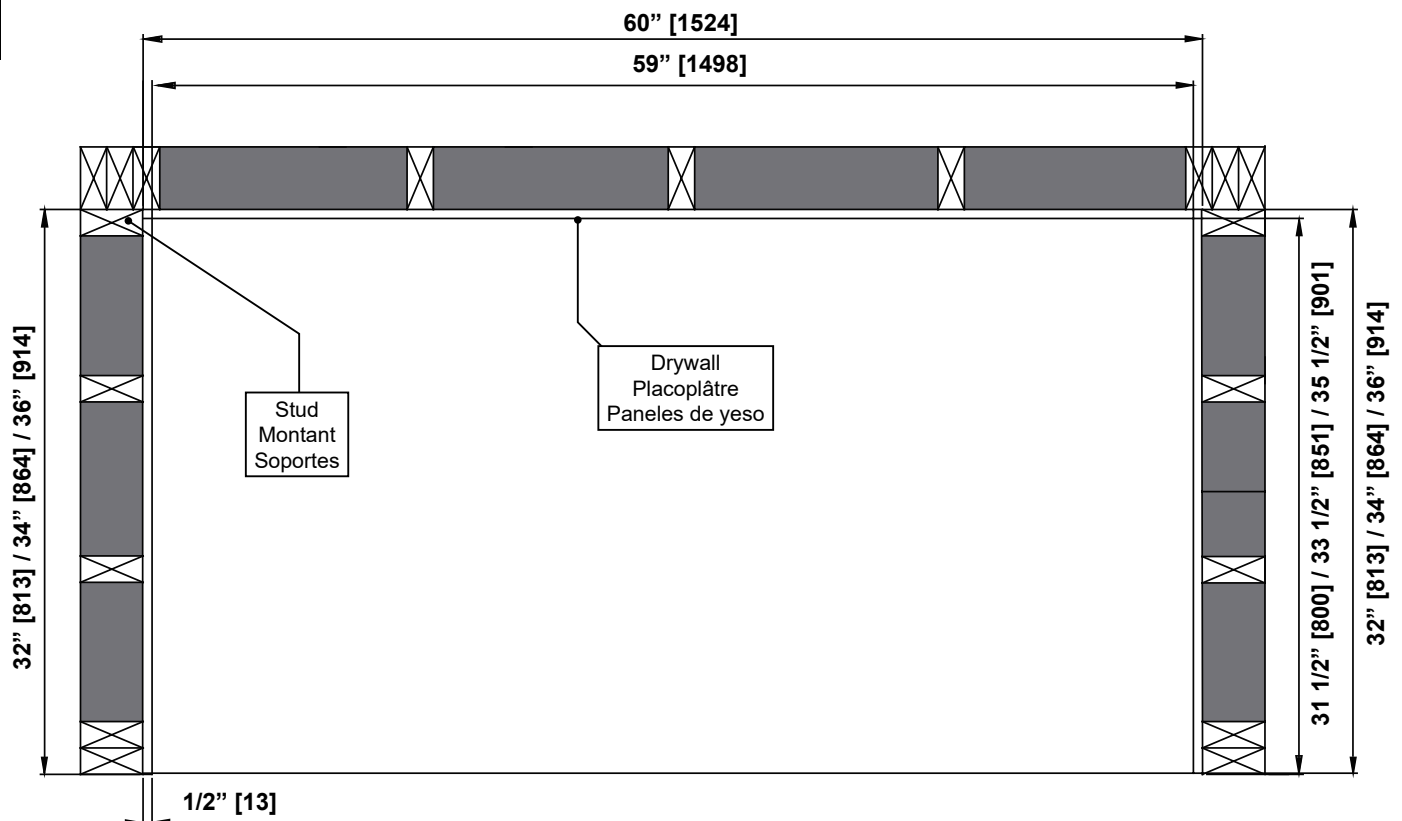 60” [1524]
59” [1498]
32” [813] / 34” [864] / 36” [914]
Stud
Montant
Soportes
Drywall
Placoplâtre
Paneles de yeso
31 1/2” [800] / 33 1/2” [851] / 35 1/2” [901]
32” [813] / 34” [864] / 36” [914]
1/2” [13]